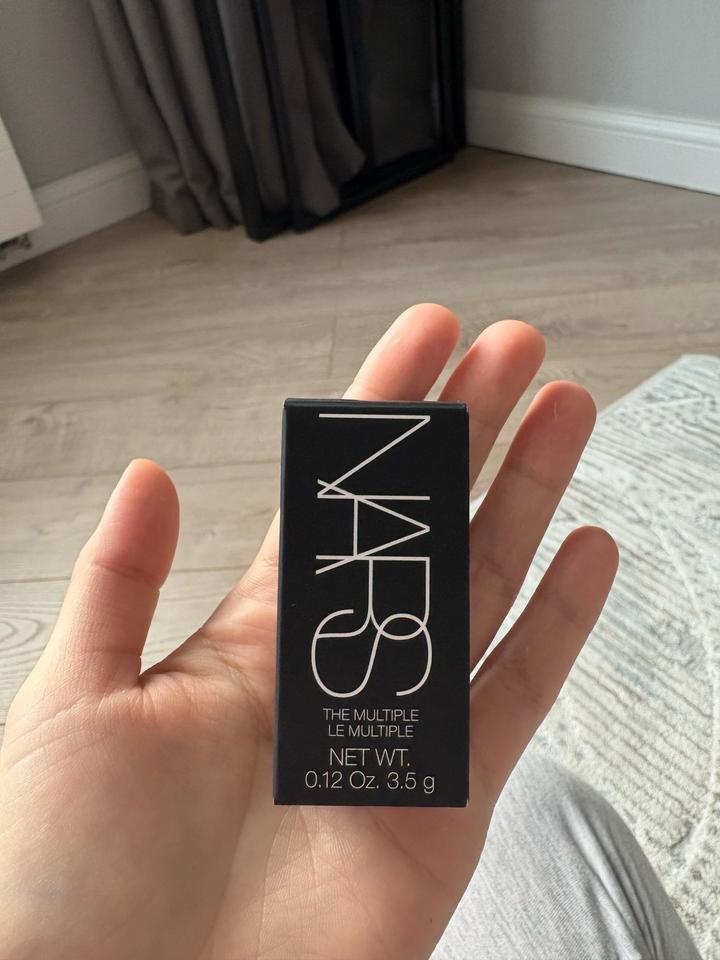 NARS
THE MULTIPLE
LE MULTIPLE
NET WT.
0.12 Oz. 3.5 g